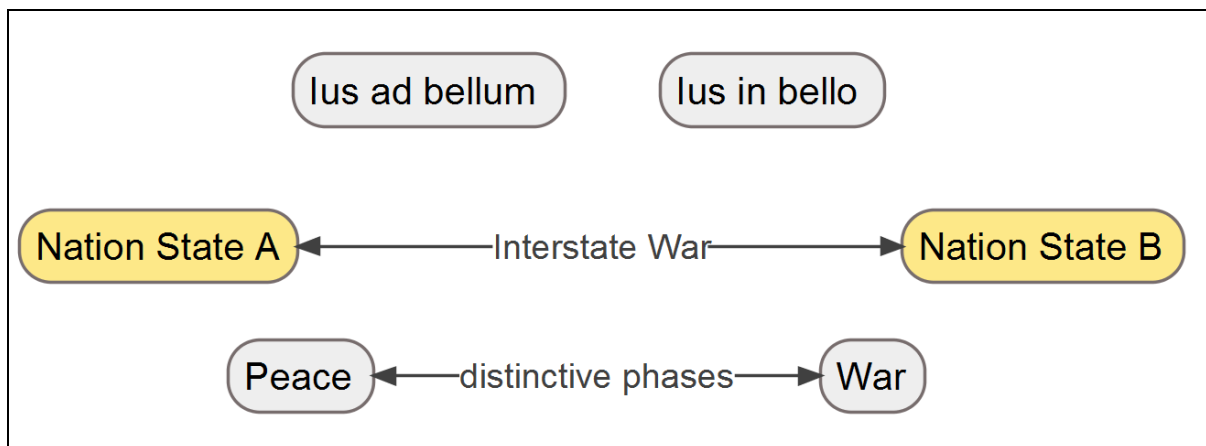 Ius ad bellum
Ius in bello
Nation State A
Interstate War
Nation State B
Peace
distinctive phases
War